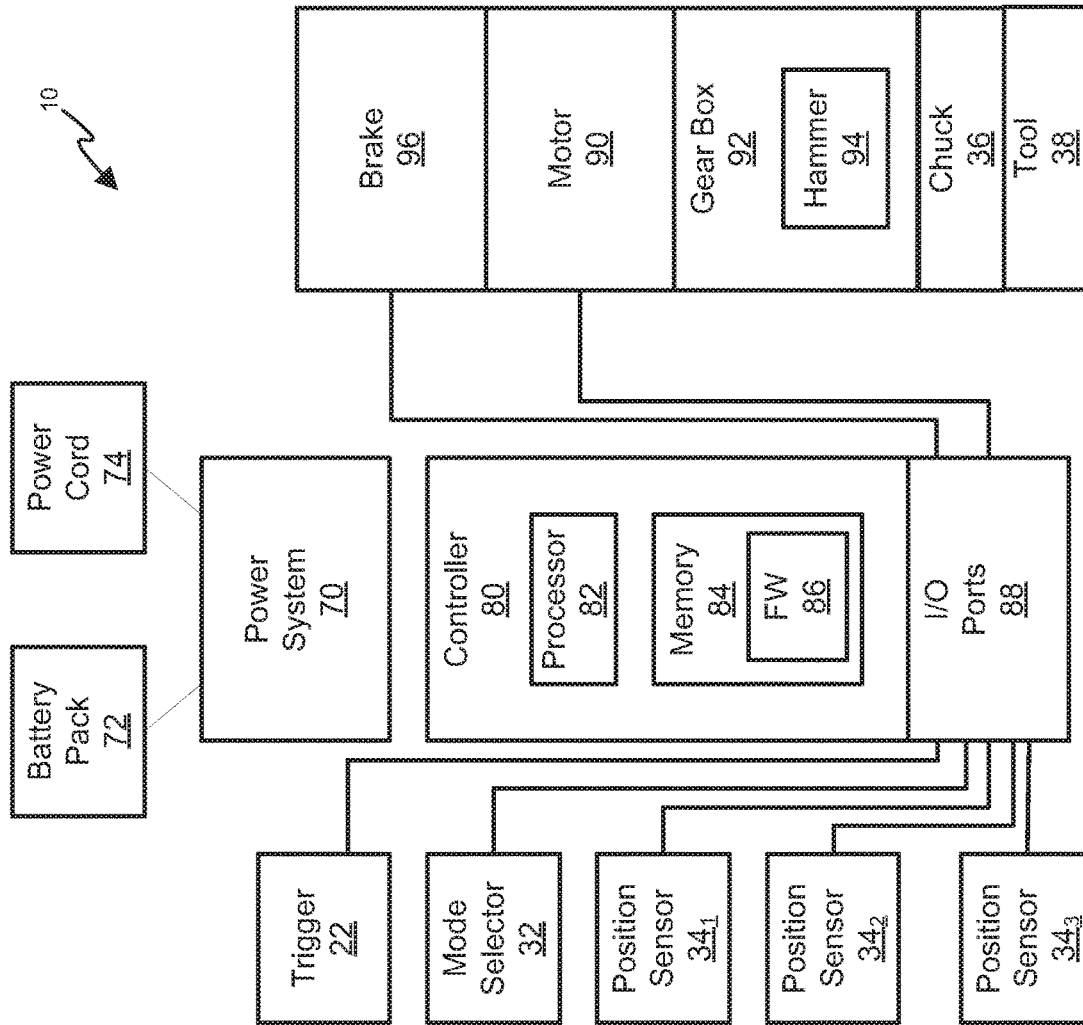 10
Battery
Pack
72
Power
Cord
74
Power
System
70
Trigger
22
Mode
Selector
32
Position
Sensor
34₁
Position
Sensor
34₂
Position
Sensor
34₃
Controller
80
Processor
82
Memory
84
FW
86
I/O
Ports
88
Brake
96
Motor
90
Gear Box
92
Hammer
94
Chuck
36
Tool
38